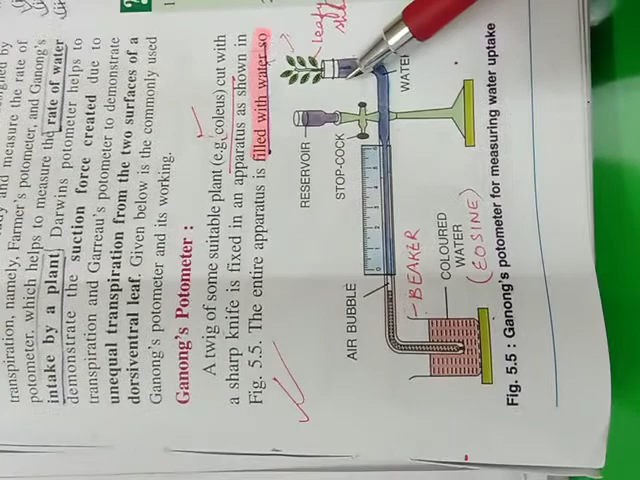 transpiration, namely, Farmer's potometer, and Ganong's
potometer, which helps to measure the rate of water
intake by a plant. Darwins potometer helps to
demonstrate the suction force created due to
transpiration and Garreau's potometer to demonstrate
unequal transpiration from the two surfaces of a
dorsiventral leaf. Given below is the commonly used
Ganong's potometer and its working.
Ganong's Potometer :
A twig of some suitable plant (e.g. coleus) cut with
a sharp knife is fixed in an apparatus as shown in
Fig. 5.5. The entire apparatus is filled with water so
leafy
RESERVOIR
STOP-COCK
WATER
AIR BUBBLE
BEAKER
COLOURED
WATER
(EOSINE)
Fig. 5.5 : Ganong's potometer for measuring water uptake